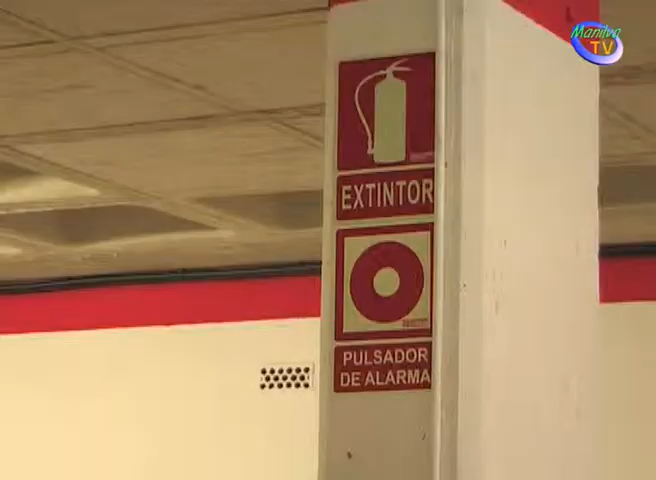 Manilva
TV
EXTINTOR
PULSADOR
DE ALARMA